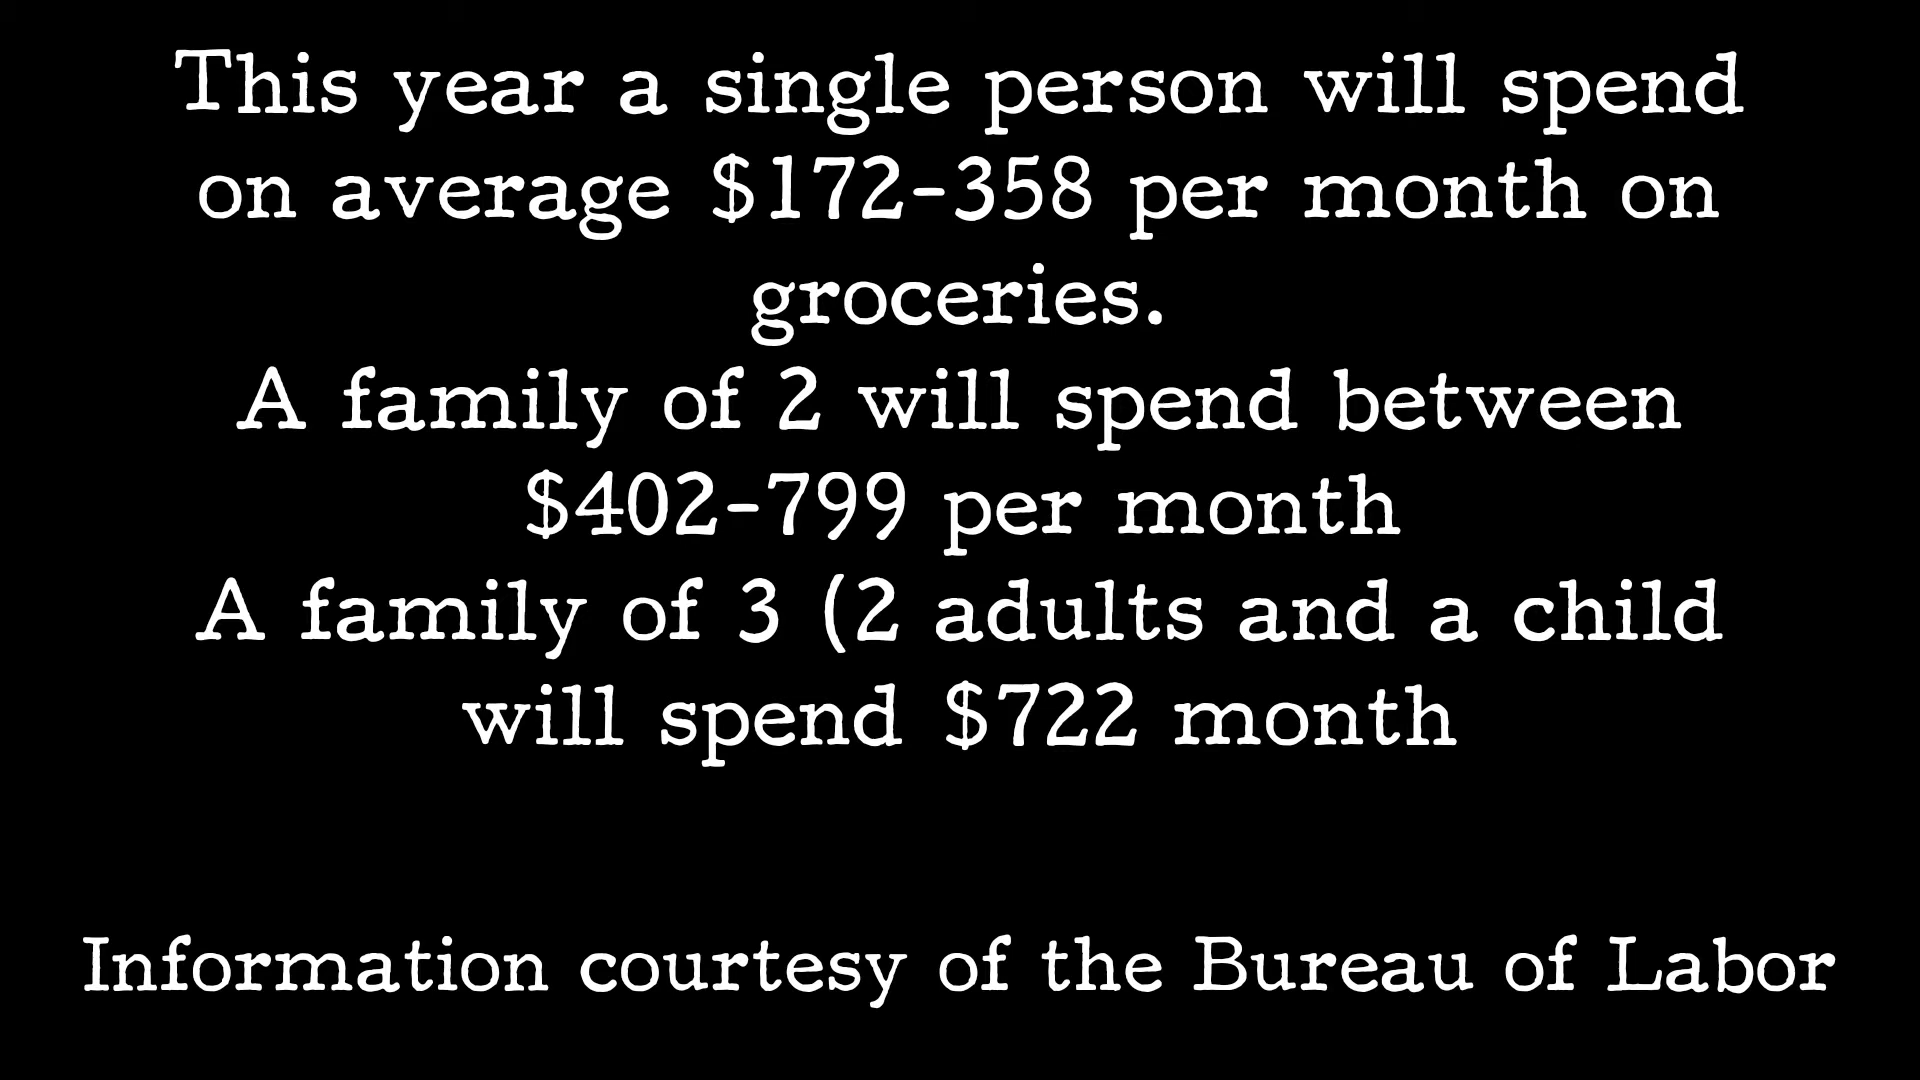 This year a single person will spend
on average $172-358 per month on
groceries.
A family of 2 will spend between
$402-799 per month
A family of 3 (2 adults and a child
will spend $722 month
Information courtesy of the Bureau of Labor